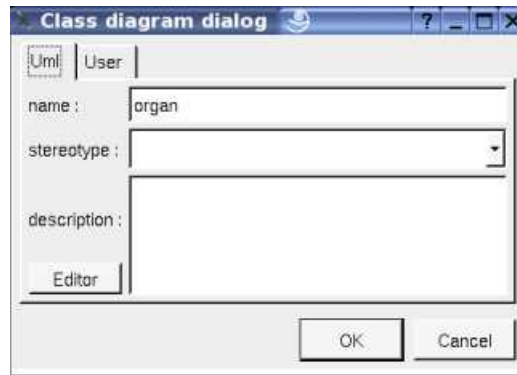 Class diagram dialog ? _
Uml User
name : organ
stereotype :
description :
Editor
OK Cancel